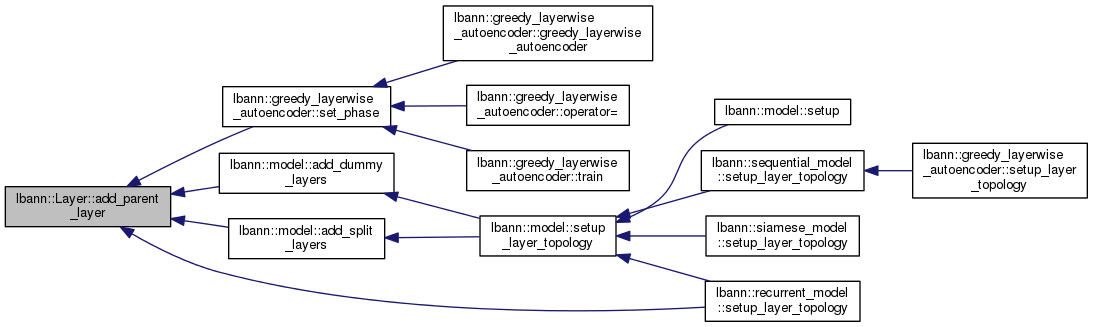 lbann::Layer::add_parent
_layer
lbann::greedy_layerwise
_autoencoder::set_phase
lbann::greedy_layerwise
_autoencoder::greedy_layerwise
_autoencoder
lbann::greedy_layerwise
_autoencoder::operator=
lbann::greedy_layerwise
_autoencoder::train
lbann::model::add_dummy
_layers
lbann::model::add_split
_layers
lbann::model::setup
_layer_topology
lbann::model::setup
lbann::sequential_model
::setup_layer_topology
lbann::greedy_layerwise
_autoencoder::setup_layer
_topology
lbann::siamese_model
::setup_layer_topology
lbann::recurrent_model
::setup_layer_topology